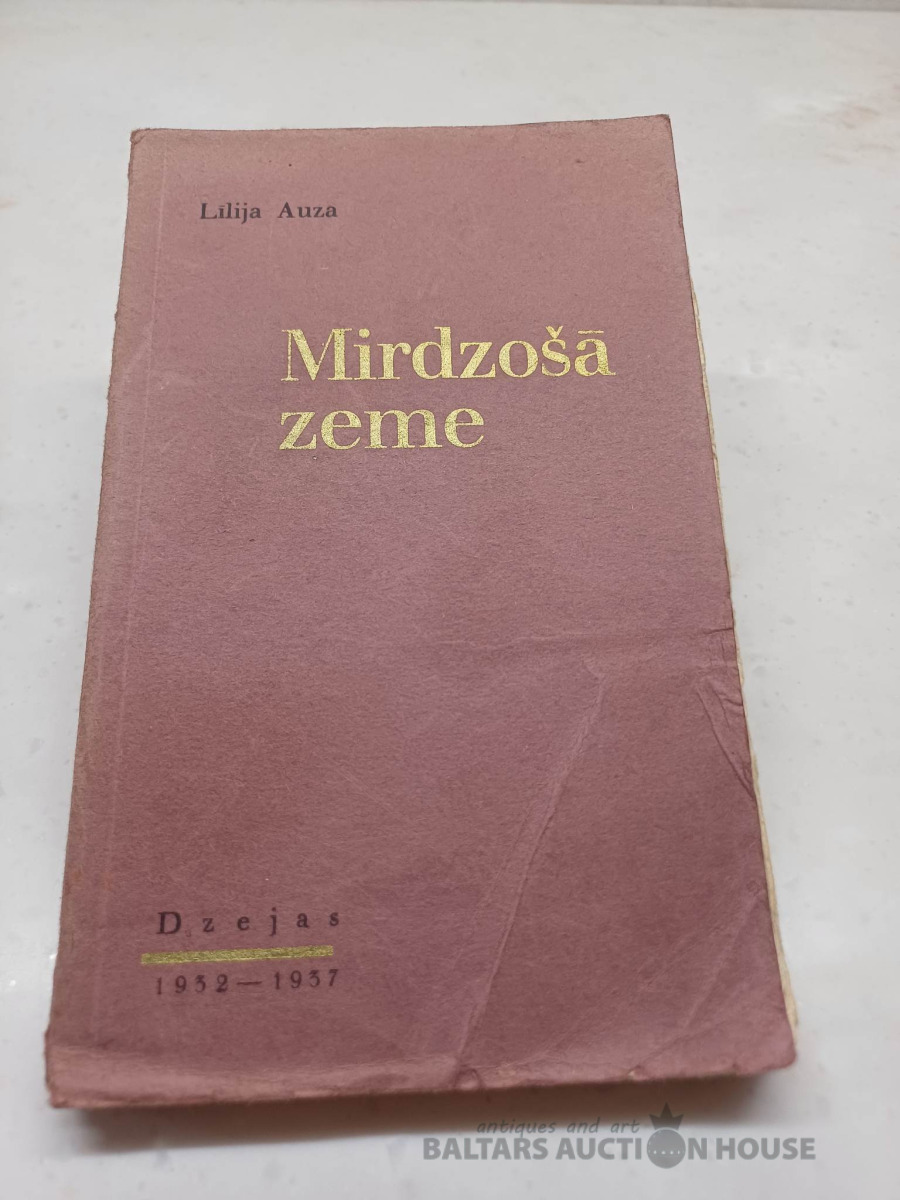 Līlija Auza
Mirdzošā
zeme
Dzejas
1932—1937
antiques and art
BALTARS AUCTION HOUSE